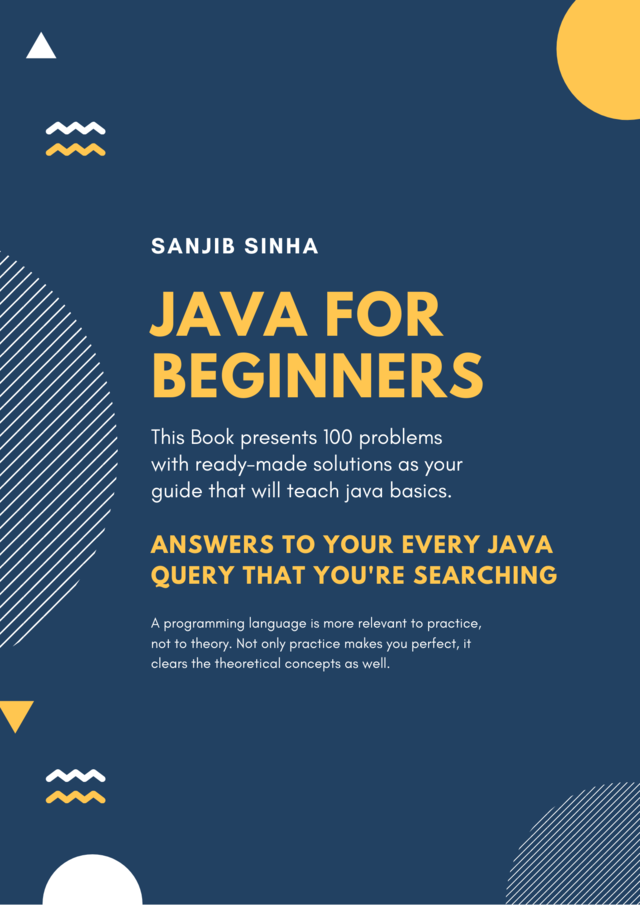 SANJIB SINHA
JAVA FOR
BEGINNERS
This Book presents 100 problems
with ready-made solutions as your
guide that will teach java basics.
ANSWERS TO YOUR EVERY JAVA
QUERY THAT YOU'RE SEARCHING
A programming language is more relevant to practice,
not to theory. Not only practice makes you perfect, it
clears the theoretical concepts as well.